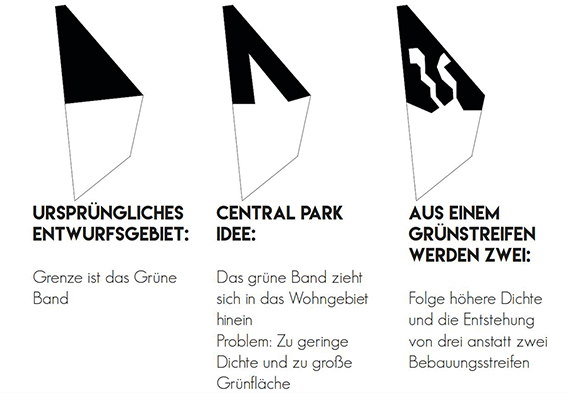 URSPRÜNGLICHES
ENTWURFSGEBIET:
Grenze ist das Grüne
Band
CENTRAL PARK
IDEE:
Das grüne Band zieht
sich in das Wohngebiet
hinein
Problem: Zu geringe
Dichte und zu große
Grünfläche
AUS EINEM
GRÜNSTREIFEN
WERDEN ZWEI:
Folge höhere Dichte
und die Entstehung
von drei anstatt zwei
Bebauungsstreifen